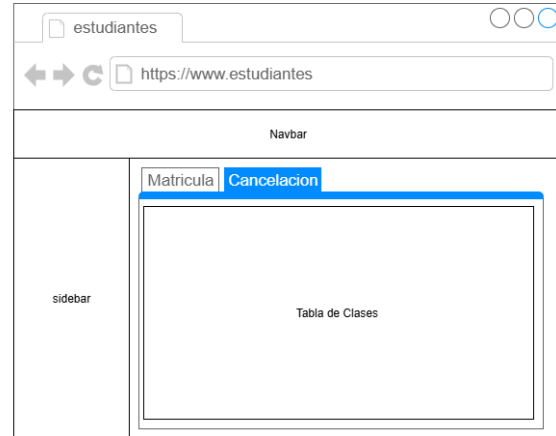 estudiantes
https://www.estudiantes
Navbar
Matricula Cancelacion
sidebar
Tabla de Clases